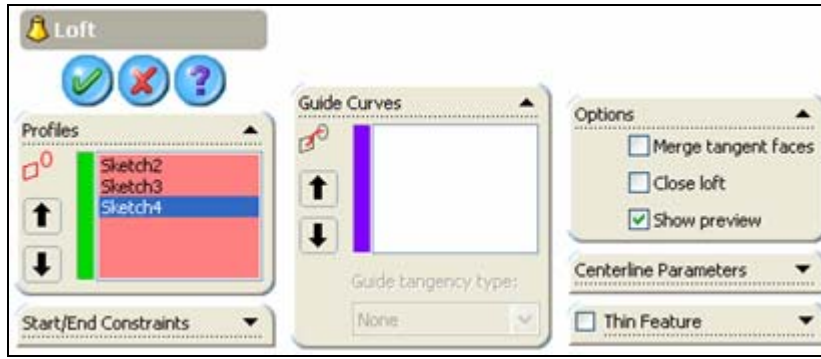 Loft
Profiles
Sketch2
Sketch3
Sketch4
Start/End Constraints
Guide Curves
Guide tangency type:
None
Options
Merge tangent faces
Close loft
Show preview
Centerline Parameters
Thin Feature